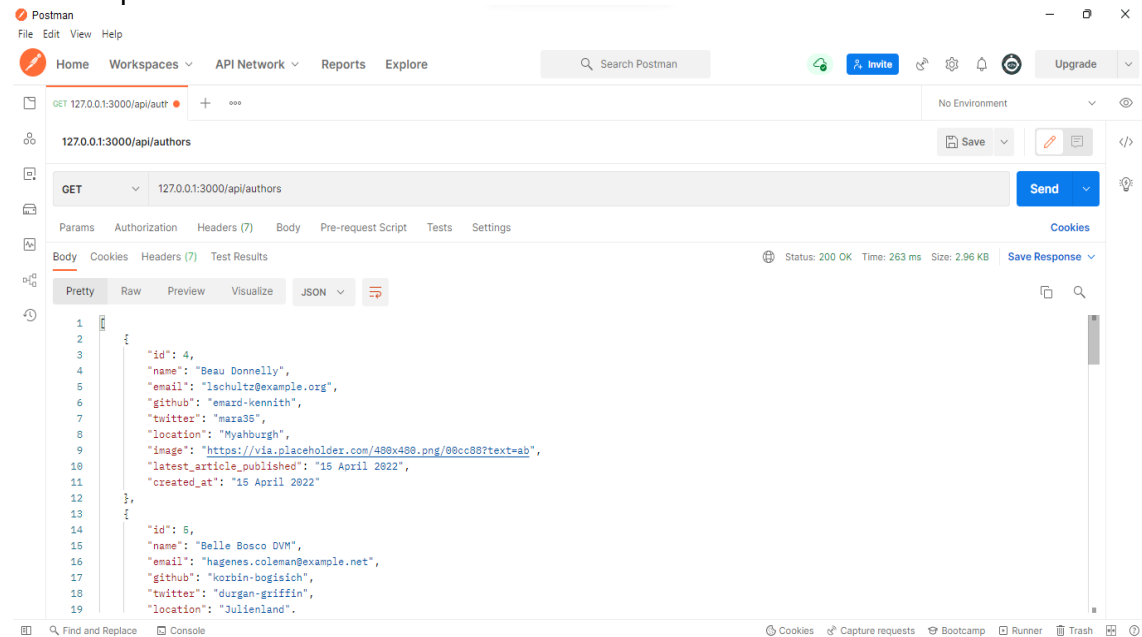 Postman
File Edit View Help
Home Workspaces API Network Reports Explore Search Postman Invite Upgrade
GET 127.0.0.1:3000/api/auth No Environment
127.0.0.1:3000/api/authors Save
GET 127.0.0.1:3000/api/authors Send
Params Authorization Headers (7) Body Pre-request Script Tests Settings Cookies
Body Cookies Headers (7) Test Results Status: 200 OK Time: 263 ms Size: 2.96 KB Save Response
Pretty Raw Preview Visualize JSON
1 [
2 {
3 "id": 4,
4 "name": "Beau Donnelly",
5 "email": "lschultz@example.org",
6 "github": "emard-kennith",
7 "twitter": "mara35",
8 "location": "Myahburgh",
9 "image": "https://via.placeholder.com/480x480.png/00cc88?text=ab",
10 "latest_article_published": "15 April 2022",
11 "created_at": "15 April 2022"
12 },
13 {
14 "id": 5,
15 "name": "Belle Bosco DVM",
16 "email": "hagenes.coleman@example.net",
17 "github": "korbin-bogisich",
18 "twitter": "durgan-griffin",
19 "location": "Julienland",
Find and Replace Console Cookies Capture requests Bootcamp Runner Trash